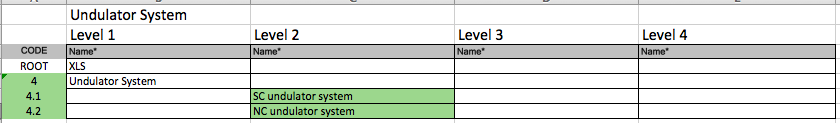 Undulator System
Level 1 Level 2 Level 3 Level 4
CODE Name* Name* Name* Name*
ROOT XLS
4 Undulator System
4.1 SC undulator system
4.2 NC undulator system